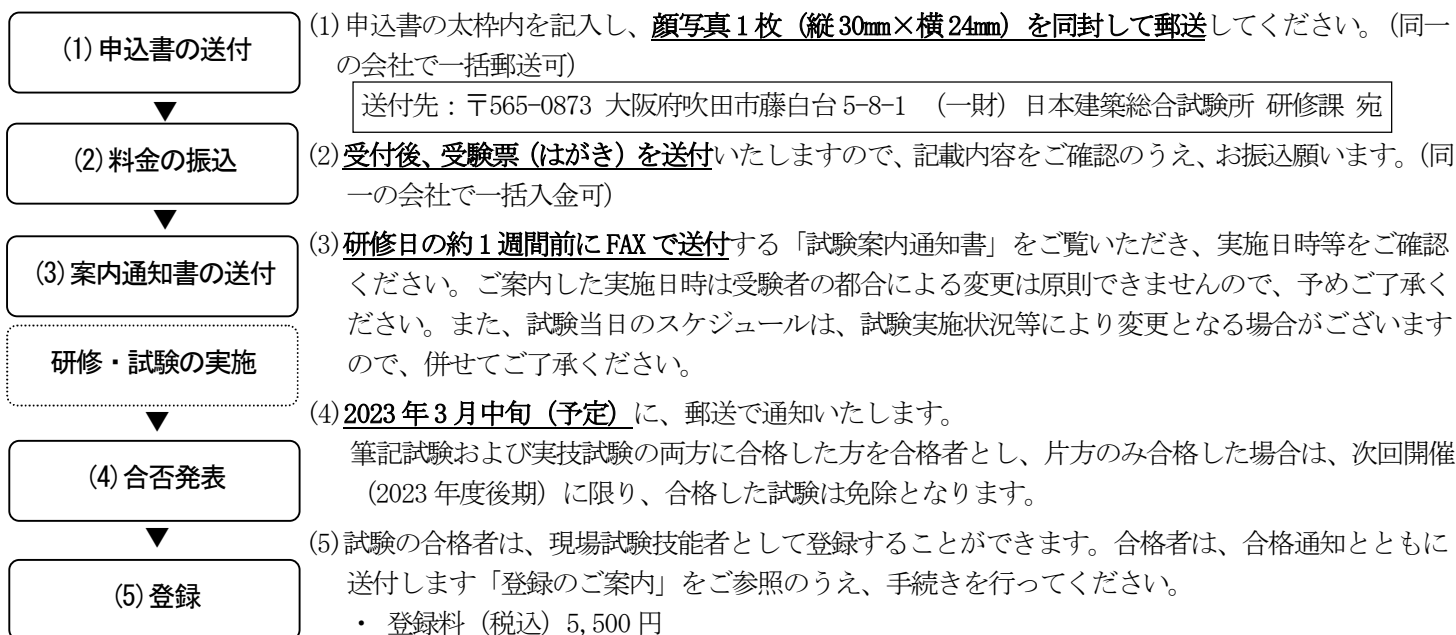 (1)申込書の送付
▼
(2)料金の振込
▼
(3)案内通知書の送付
研修・試験の実施
▼
(4)合否発表
▼
(5)登録
(1)申込書の太枠内を記入し、顔写真1枚（縦30㎜×横24㎜）を同封して郵送してください。(同一
の会社で一括郵送可)
送付先：〒565-0873 大阪府吹田市藤白台5-8-1 （一財）日本建築総合試験所 研修課 宛
(2)受付後、受験票（はがき）を送付いたしますので、記載内容をご確認のうえ、お振込願います。(同
一の会社で一括入金可)
(3)研修日の約1週間前にFAXで送付する「試験案内通知書」をご覧いただき、実施日時等をご確認
ください。ご案内した実施日時は受験者の都合による変更は原則できませんので、予めご了承く
ださい。また、試験当日のスケジュールは、試験実施状況等により変更となる場合がございます
ので、併せてご了承ください。
(4)2023年3月中旬（予定）に、郵送で通知いたします。
筆記試験および実技試験の両方に合格した方を合格者とし、片方のみ合格した場合は、次回開催
（2023年度後期）に限り、合格した試験は免除となります。
(5)試験の合格者は、現場試験技能者として登録することができます。合格者は、合格通知とともに
送付します「登録のご案内」をご参照のうえ、手続きを行ってください。
・ 登録料（税込）5,500円